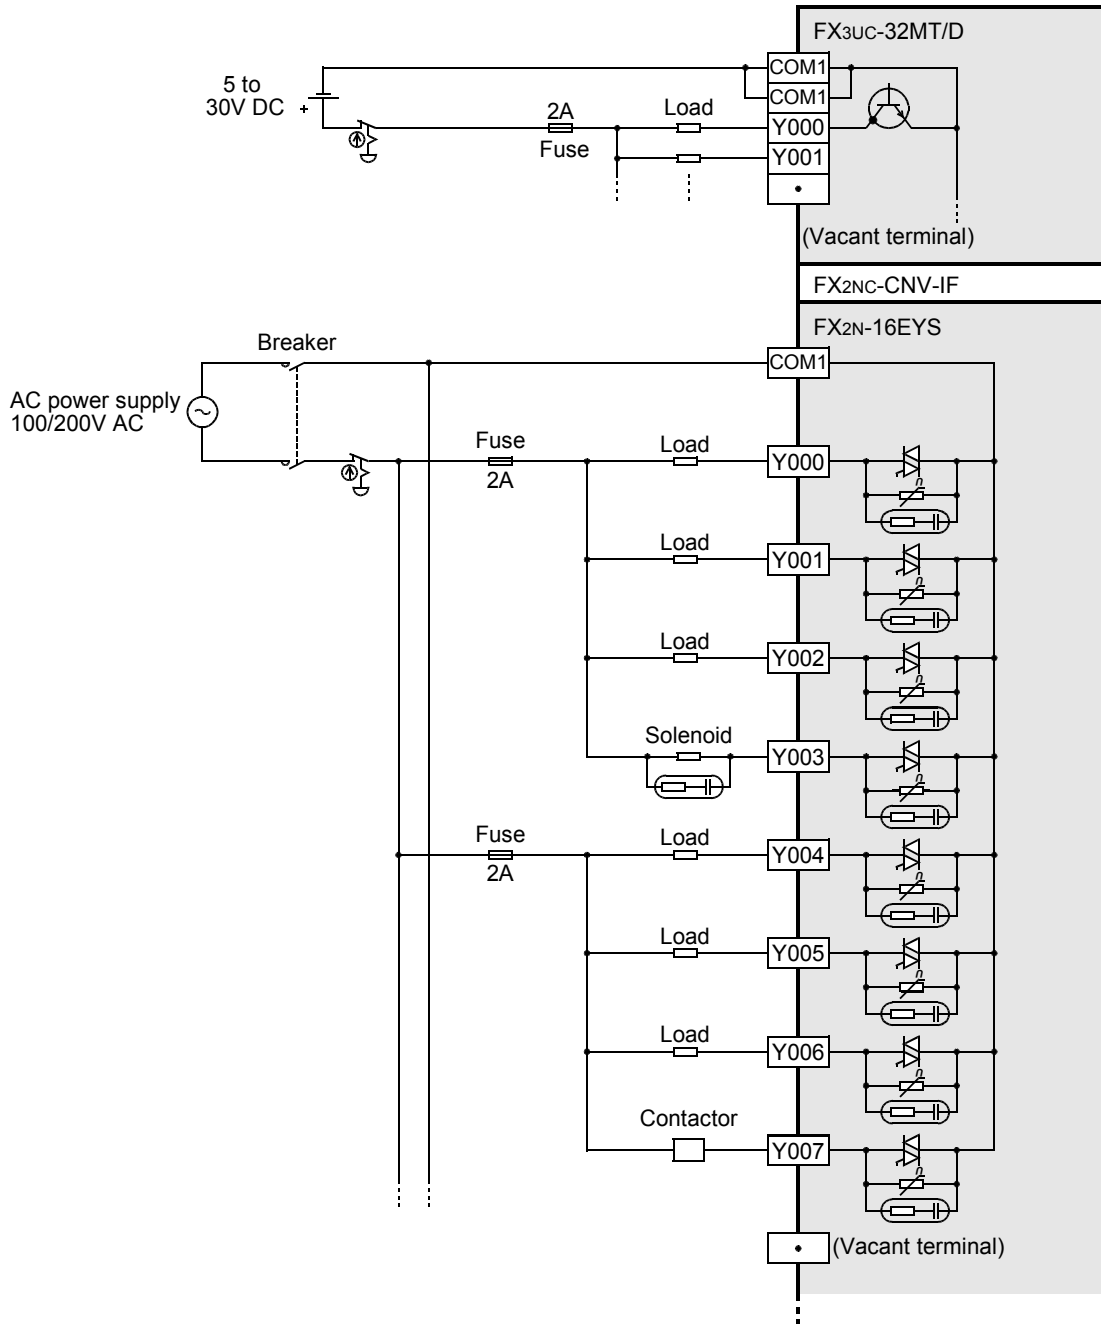 FX3UC-32MT/D
COM1
5 to
30V DC
+
COM1
2A
Load
Y000
Fuse
Y001
(Vacant terminal)
FX2NC-CNV-IF
FX2N-16EYS
Breaker
COM1
AC power supply
100/200V AC
Fuse
2A
Load
Y000
Load
Y001
Load
Y002
Solenoid
Y003
Fuse
2A
Load
Y004
Load
Y005
Load
Y006
Contactor
Y007
(Vacant terminal)